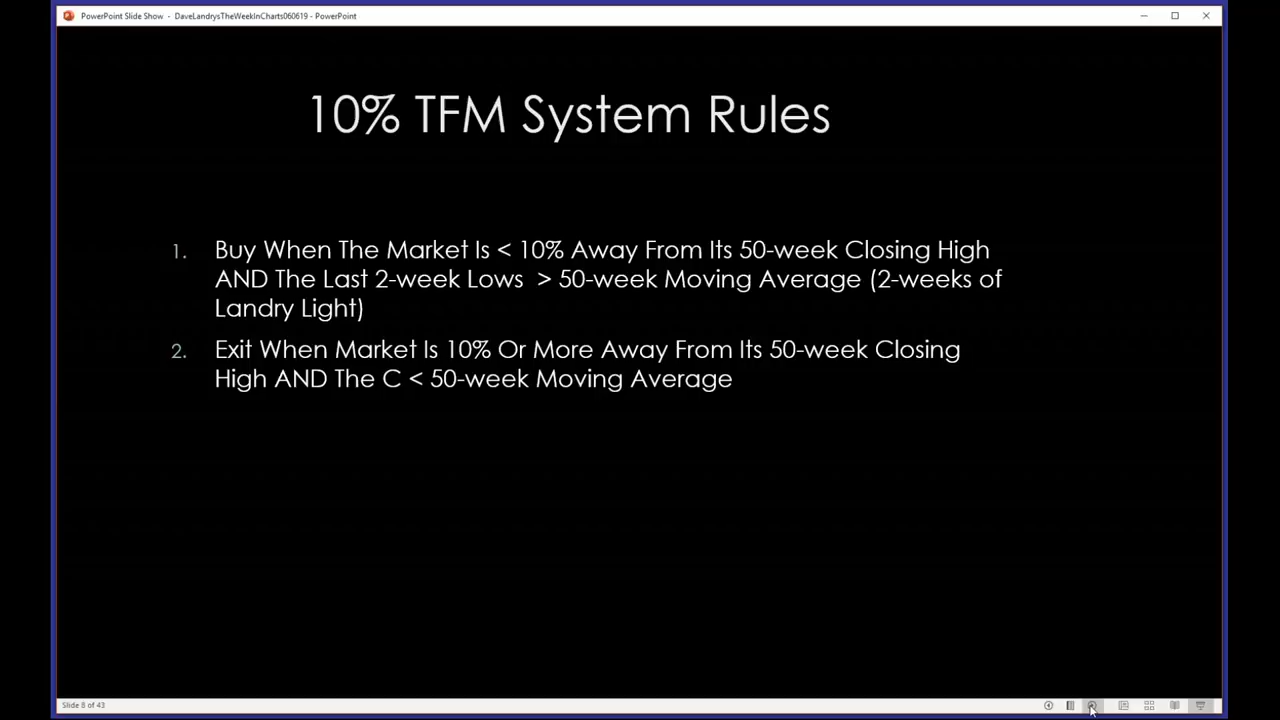 PowerPoint Slide Show - DaveLandrysTheWeekInCharts060619 - PowerPoint
10% TFM System Rules
1. Buy When The Market Is < 10% Away From Its 50-week Closing High
AND The Last 2-week Lows > 50-week Moving Average (2-weeks of
Landry Light)
2. Exit When Market Is 10% Or More Away From Its 50-week Closing
High AND The C < 50-week Moving Average
Slide 8 of 43